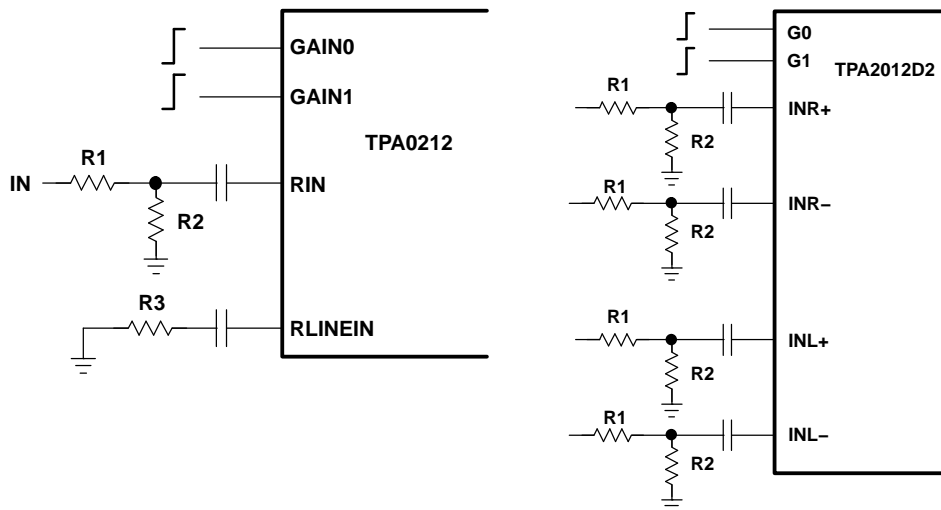 GAIN0
GAIN1
TPA0212
R1
IN
RIN
R2
R3
RLINEIN
G0
G1
TPA2012D2
R1
INR+
R2
R1
INR−
R2
R1
INL+
R2
R1
INL−
R2